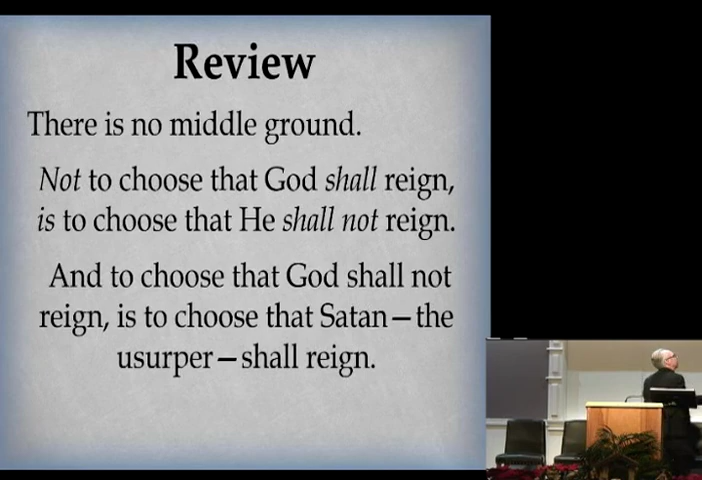 Review
There is no middle ground.
Not to choose that God shall reign,
is to choose that He shall not reign.
And to choose that God shall not
reign, is to choose that Satan—the
usurper—shall reign.